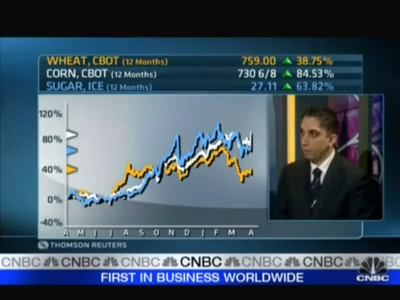 WHEAT, CBOT (12 Months) 759.00 38.75%
CORN, CBOT (12 Months) 730 6/8 84.53%
SUGAR, ICE (12 Months) 27.11 63.82%
120%
80%
40%
0%
-40%
A M J J A S O N D J F M A
THOMSON REUTERS
CNBC CNBC CNBC CNBC CNBC CNBC CNBC CNBC
FIRST IN BUSINESS WORLDWIDE
CNBC